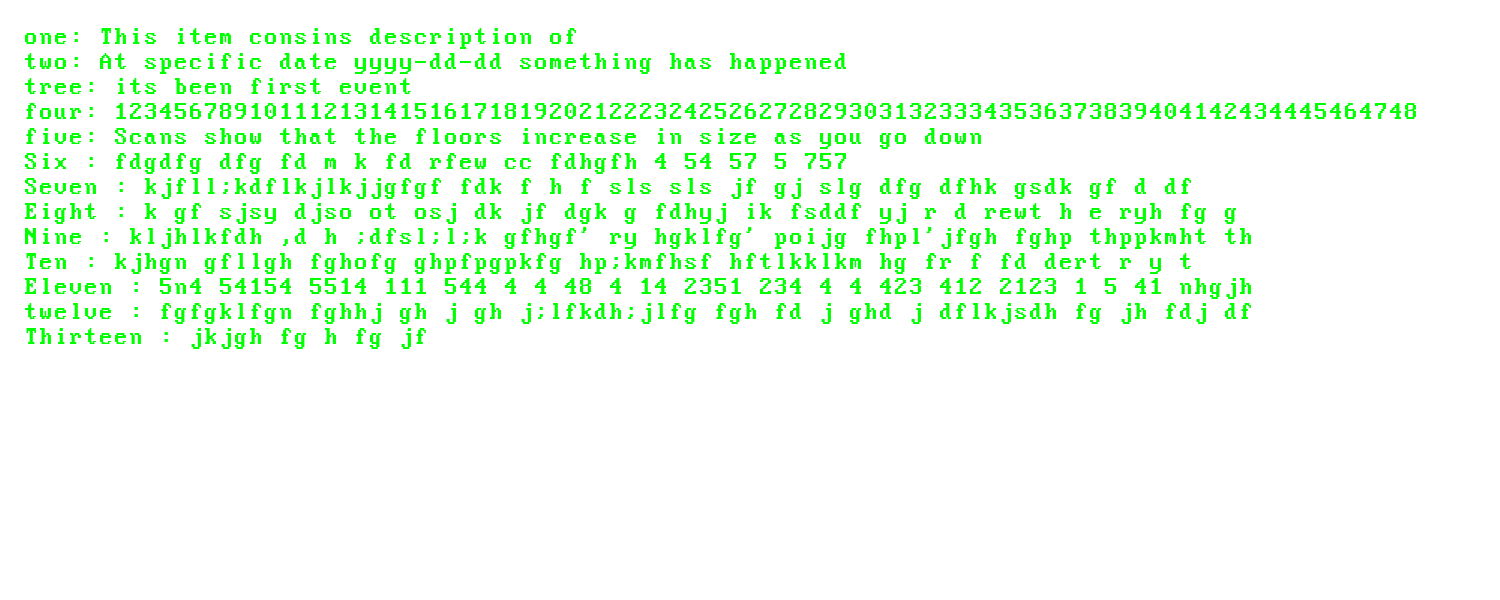 one: This item consins description of
two: At specific date yyyy-dd-dd something has happened
tree: its been first event
four: 123456789101112131415161718192021222324252627282930313233343536373839404142434445464748
five: Scans show that the floors increase in size as you go down
Six : fdgdfg dfg fd m k fd rfew cc fdhgfh 4 54 57 5 757
Seven : kjfll;kdflkjlkjjgfgf fdk f h f sls sls jf gj slg dfg dfhk gsdk gf d df
Eight : k gf sjsy djso ot osj dk jf dgk g fdhyj ik fsddf yj r d rewt h e ryh fg g
Nine : kljhlkfdh ,d h ;dfsl;l;k gfhgf' ry hgklfg' poijg fhpl'jfgh fghp thppkmht th
Ten : kjhgn gfllgh fghofg ghpfpgpkfg hp;kmfhsf hftlkklkm hg fr f fd dert r y t
Eleven : 5n4 54154 5514 111 544 4 4 48 4 14 2351 234 4 4 423 412 2123 1 5 41 nhgjh
twelve : fgfgklfgn fghhj gh j gh j;lfkdh;jlfg fgh fd j ghd j dflkjsdh fg jh fdj df
Thirteen : jkjgh fg h fg jf